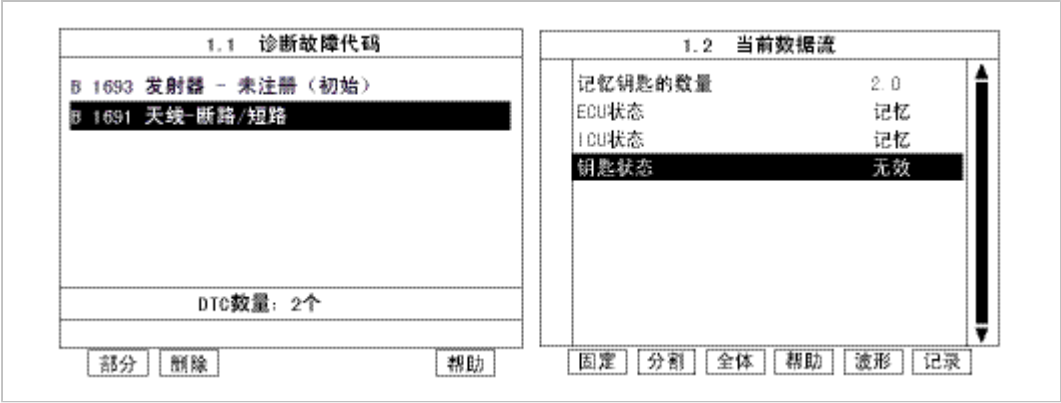 1.1 诊断故障代码
B 1693 发射器 - 未注册（初始）
B 1691 天线-断路/短路
DTC数量: 2个
部分 删除 帮助
1.2 当前数据流
记忆钥匙的数量 2.0
ECU状态 记忆
ICU状态 记忆
钥匙状态 无效
固定 分割 全体 帮助 波形 记录